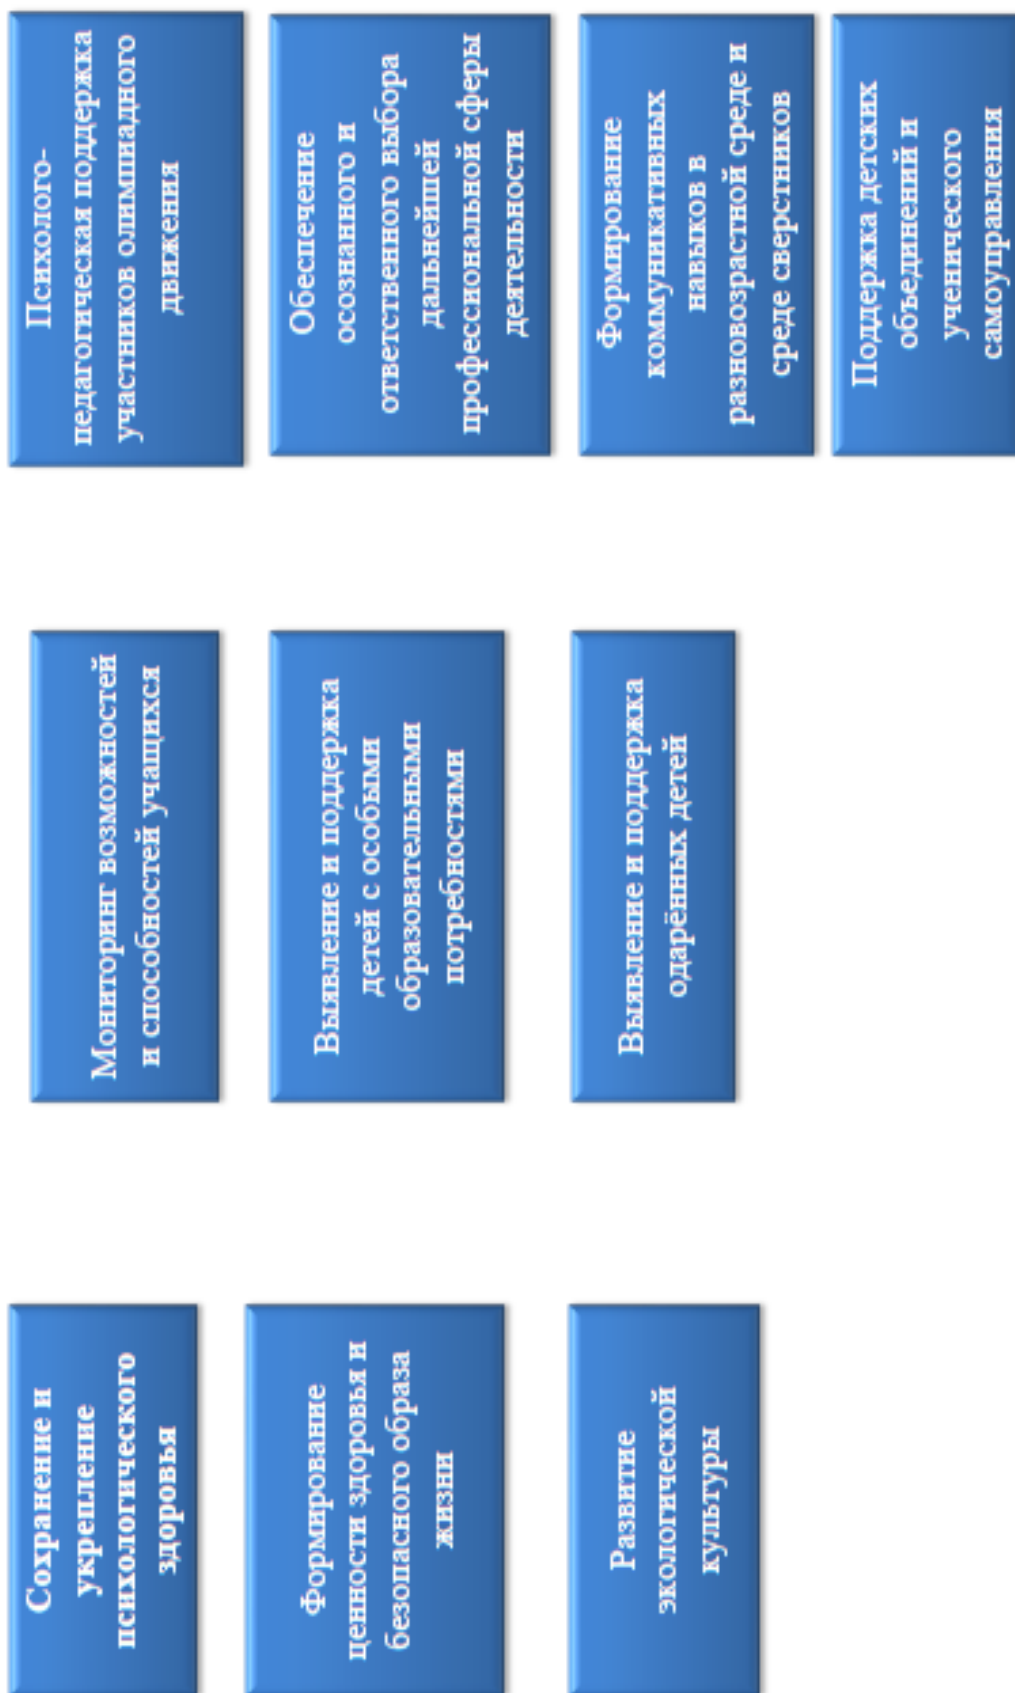 Сохранение и
укрепление
психологического
здоровья
Мониторинг возможностей
и способностей учащихся
Психолого-
педагогическая поддержка
участников олимпиадного
движения
Формирование
ценности здоровья и
безопасного образа
жизни
Выявление и поддержка
детей с особыми
образовательными
потребностями
Обеспечение
осознанного и
ответственного выбора
дальнейшей
профессиональной сферы
деятельности
Развитие
экологической
культуры
Выявление и поддержка
одарённых детей
Формирование
коммуникативных
навыков в
разновозрастной среде и
среде сверстников
Поддержка детских
объединений и
ученического
самоуправления